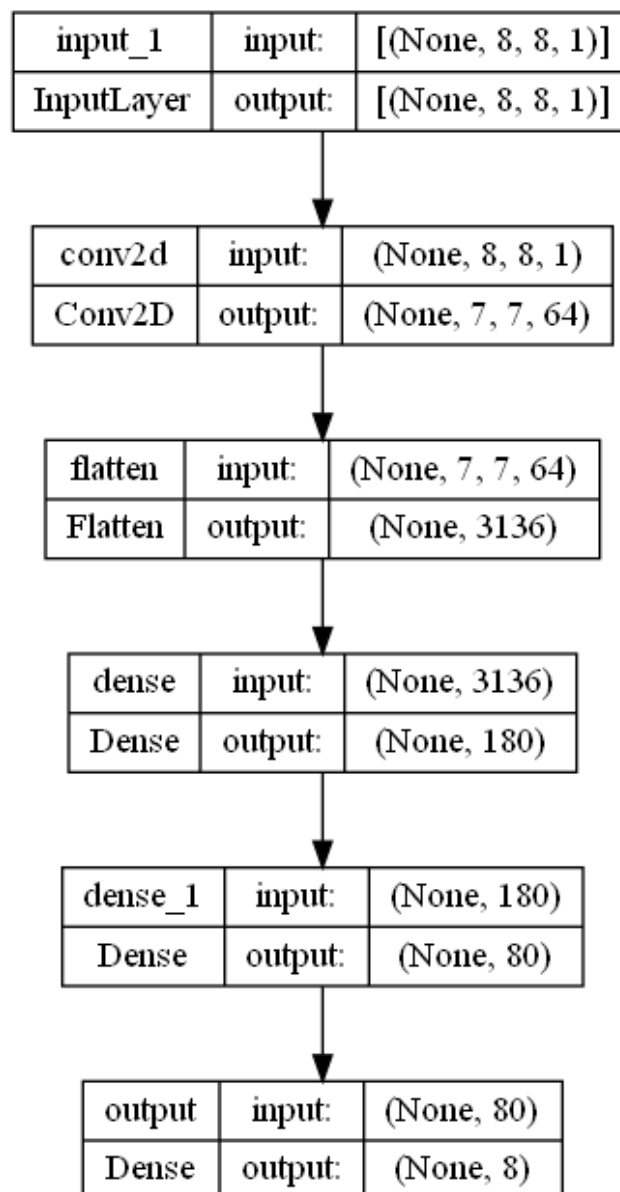 input_1 input: [(None, 8, 8, 1)]
InputLayer output: [(None, 8, 8, 1)]
conv2d input: (None, 8, 8, 1)
Conv2D output: (None, 7, 7, 64)
flatten input: (None, 7, 7, 64)
Flatten output: (None, 3136)
dense input: (None, 3136)
Dense output: (None, 180)
dense_1 input: (None, 180)
Dense output: (None, 80)
output input: (None, 80)
Dense output: (None, 8)